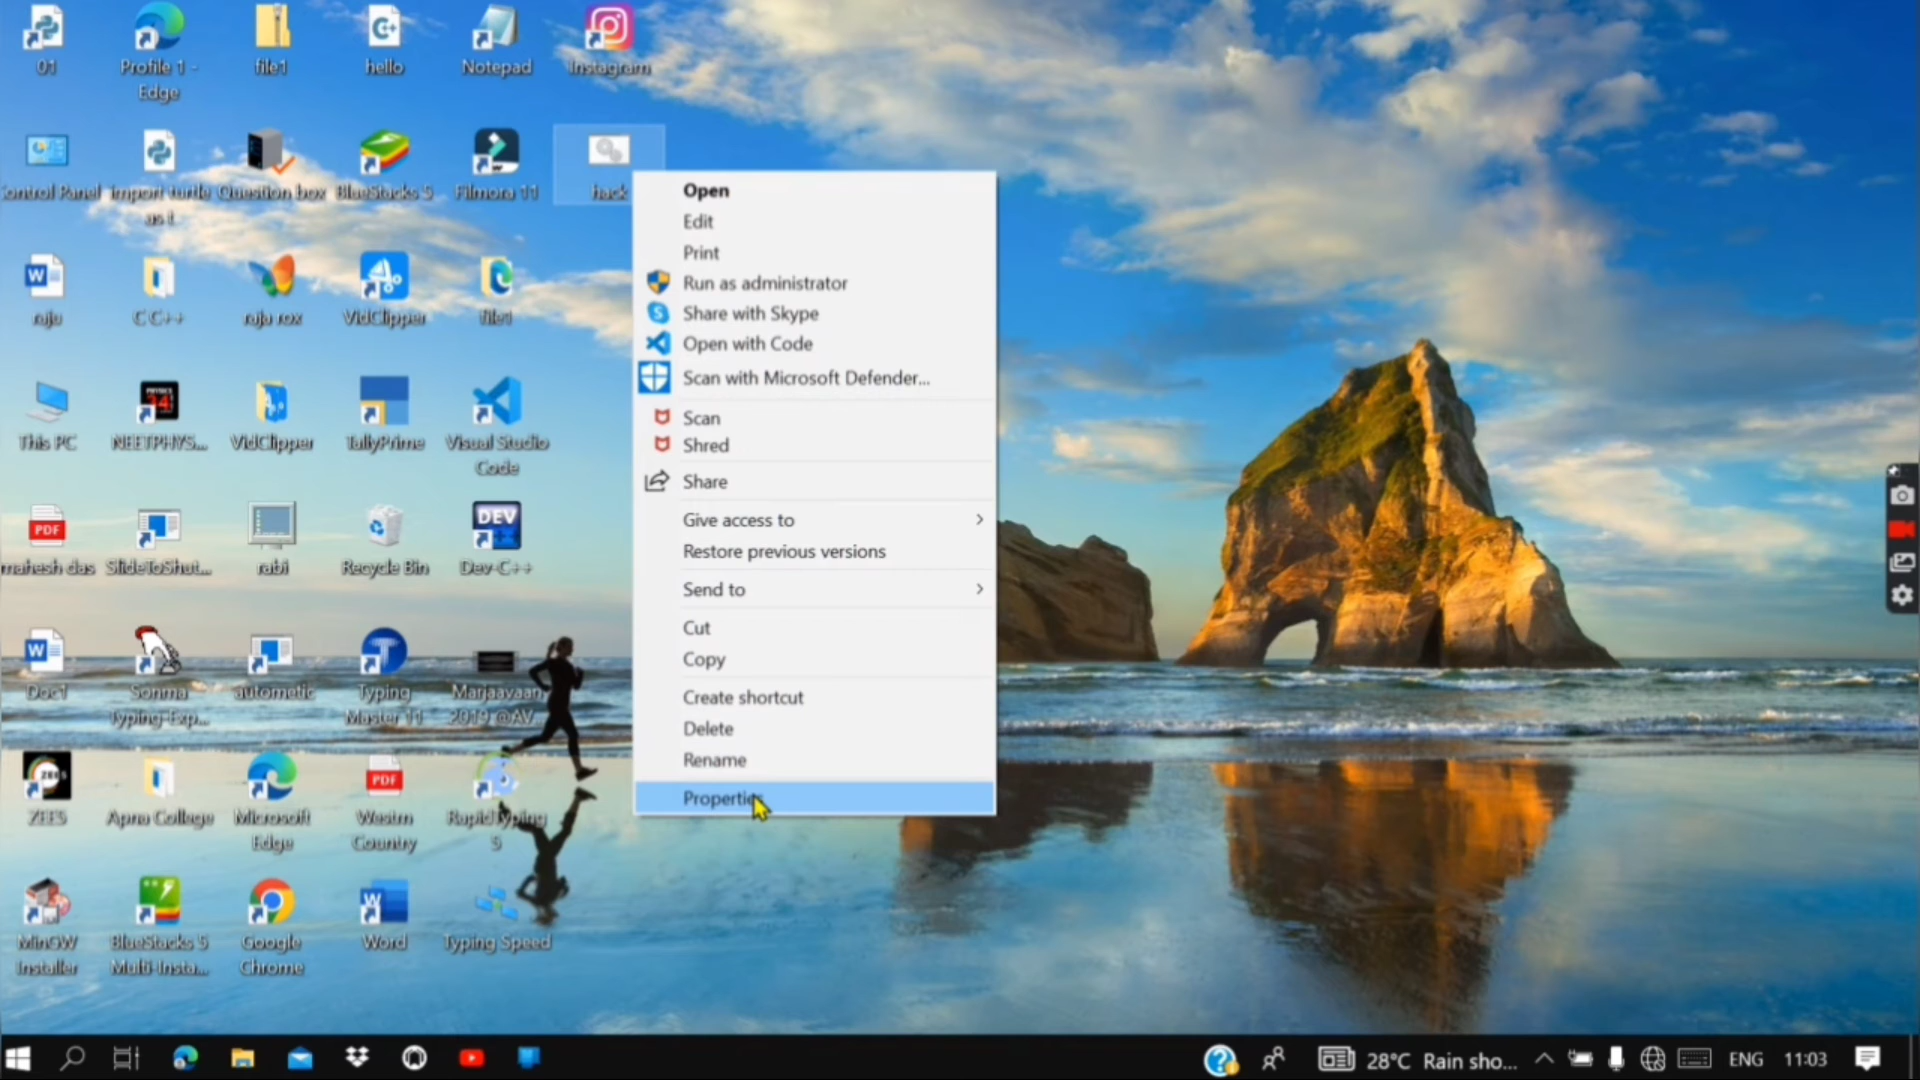 01
Profile 1 -
Edge
file1
hello
Notepad
Instagram
Control Panel
import turtle
as t
Question box
BlueStacks 5
Filmora 11
hack
raju
C C++
raju rox
VidClipper
file1
This PC
NEETPHYS...
VidClipper
TallyPrime
Visual Studio
Code
PDF
mahesh das
SlideToShut...
rabi
Recycle Bin
DEV
Dev-C++
Doc1
Sonma
Typing-Exp...
automatic
Typing
Master 11
Marjaavaan
2019 @AV...
ZEES
Apna College
Microsoft
Edge
PDF
Westrn
Country
RapidTyping
5
MinGW
Installer
BlueStacks 5
Multi-Insta...
Google
Chrome
Word
Typing Speed
Open
Edit
Print
Run as administrator
Share with Skype
Open with Code
Scan with Microsoft Defender...
Scan
Shred
Share
Give access to
Restore previous versions
Send to
Cut
Copy
Create shortcut
Delete
Rename
Properties
28°C Rain sho...
ENG
11:03